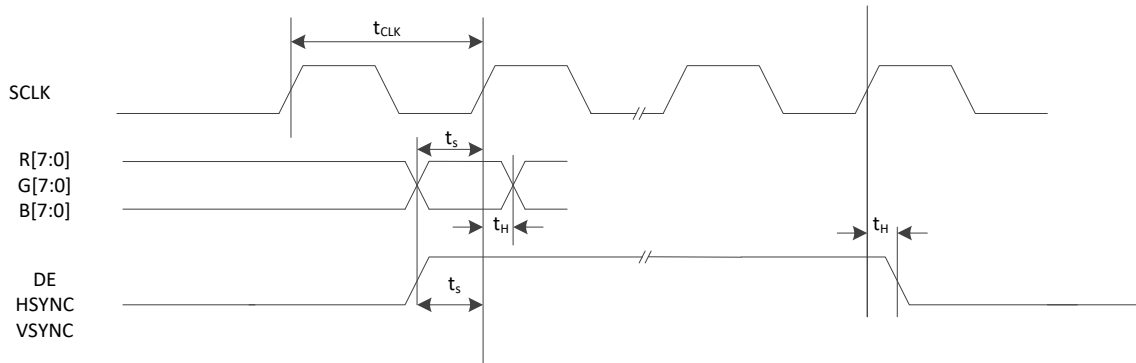 tCLK
SCLK
R[7:0]
ts
G[7:0]
B[7:0]
tH
tH
DE
ts
HSYNC
VSYNC